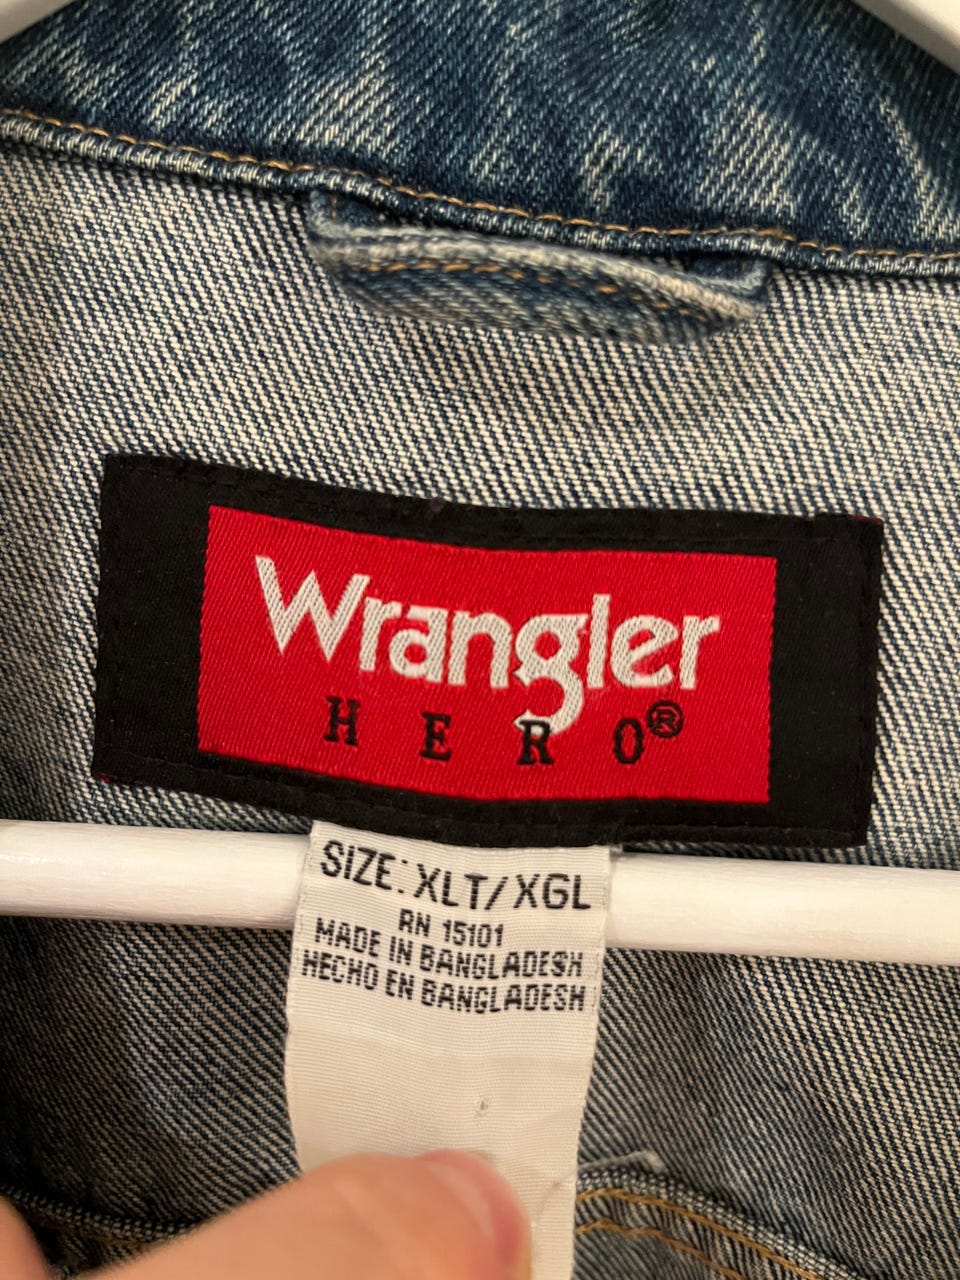 Wrangler
HERO®
SIZE: XLT/XGL
RN 15101
MADE IN BANGLADESH
HECHO EN BANGLADESH